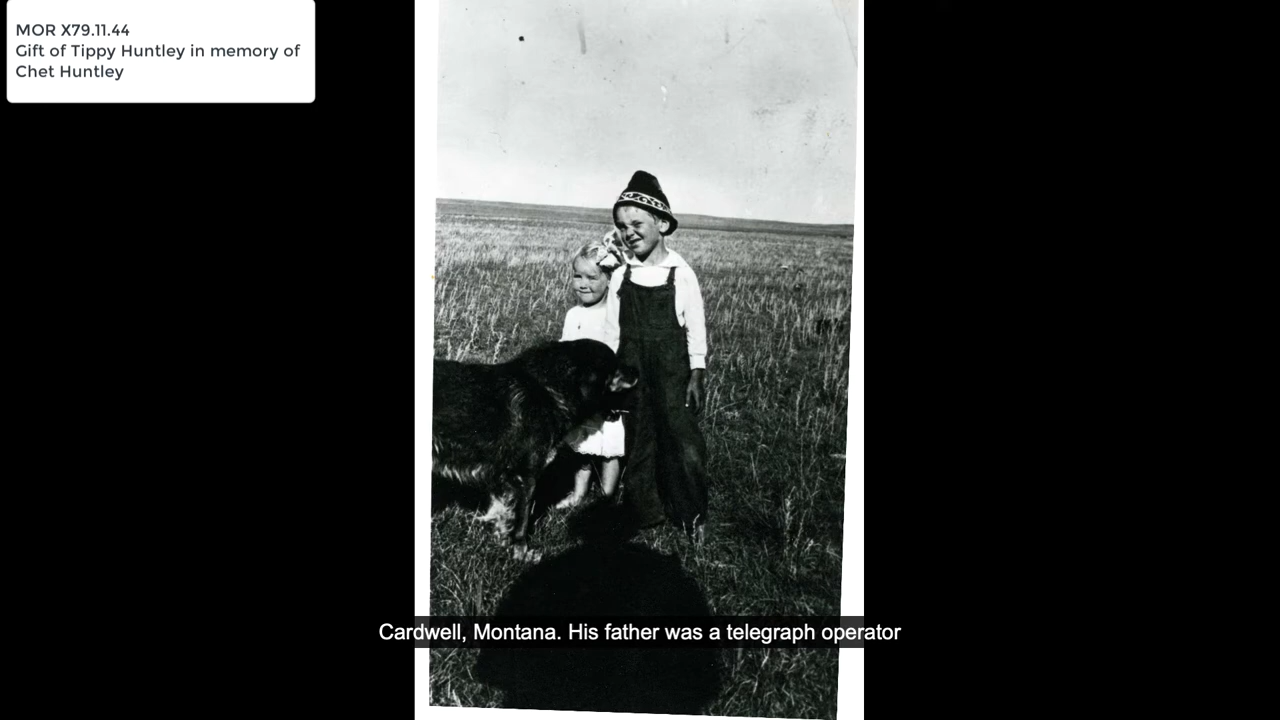 MOR X79.11.44
Gift of Tippy Huntley in memory of
Chet Huntley
Cardwell, Montana. His father was a telegraph operator